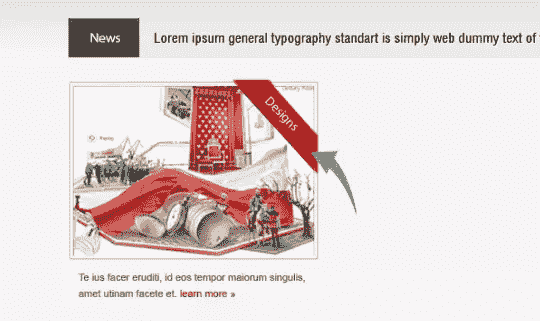 News
Lorem ipsum general typography standart is simply web dummy text of
Designs
Te ius facer eruditi, id eos tempor maiorum singulis,
amet utinam facete et. learn more »